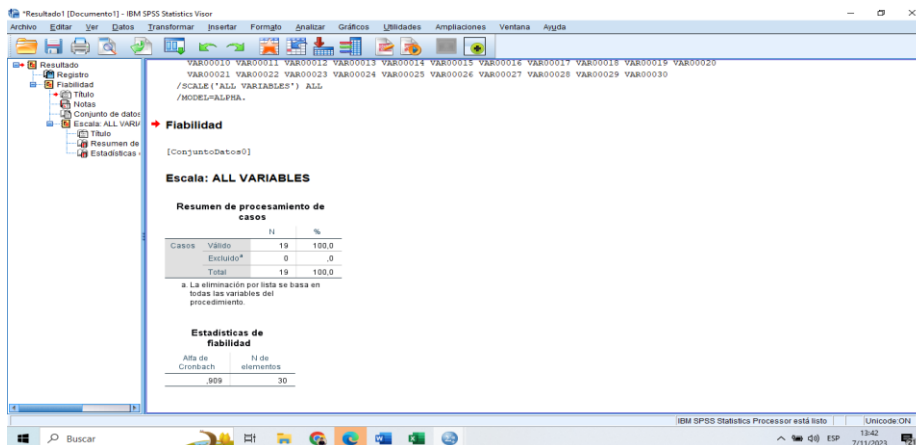 *Resultado1 [Documento1] - IBM SPSS Statistics Visor
Archivo Editar Ver Datos Transformar Insertar Formato Analizar Gráficos Utilidades Ampliaciones Ventana Ayuda
Resultado
Registro
Fiabilidad
Título
Notas
Conjunto de datos
Escala: ALL VARI
Título
Resumen de
Estadísticas
VAR00010 VAR00011 VAR00012 VAR00013 VAR00014 VAR00015 VAR00016 VAR00017 VAR00018 VAR00019 VAR00020
VAR00021 VAR00022 VAR00023 VAR00024 VAR00025 VAR00026 VAR00027 VAR00028 VAR00029 VAR00030
/SCALE('ALL VARIABLES') ALL
/MODEL=ALPHA.
Fiabilidad
[ConjuntoDatos0]
Escala: ALL VARIABLES
Resumen de procesamiento de
casos
N %
Casos Válido 19 100,0
Excluido a 0 ,0
Total 19 100,0
a. La eliminación por lista se basa en
todas las variables del
procedimiento.
Estadísticas de
fiabilidad
Alfa de N de
Cronbach elementos
,909 30
IBM SPSS Statistics Processor está listo Unicode:ON
Buscar
ESP
13:42
7/11/2023